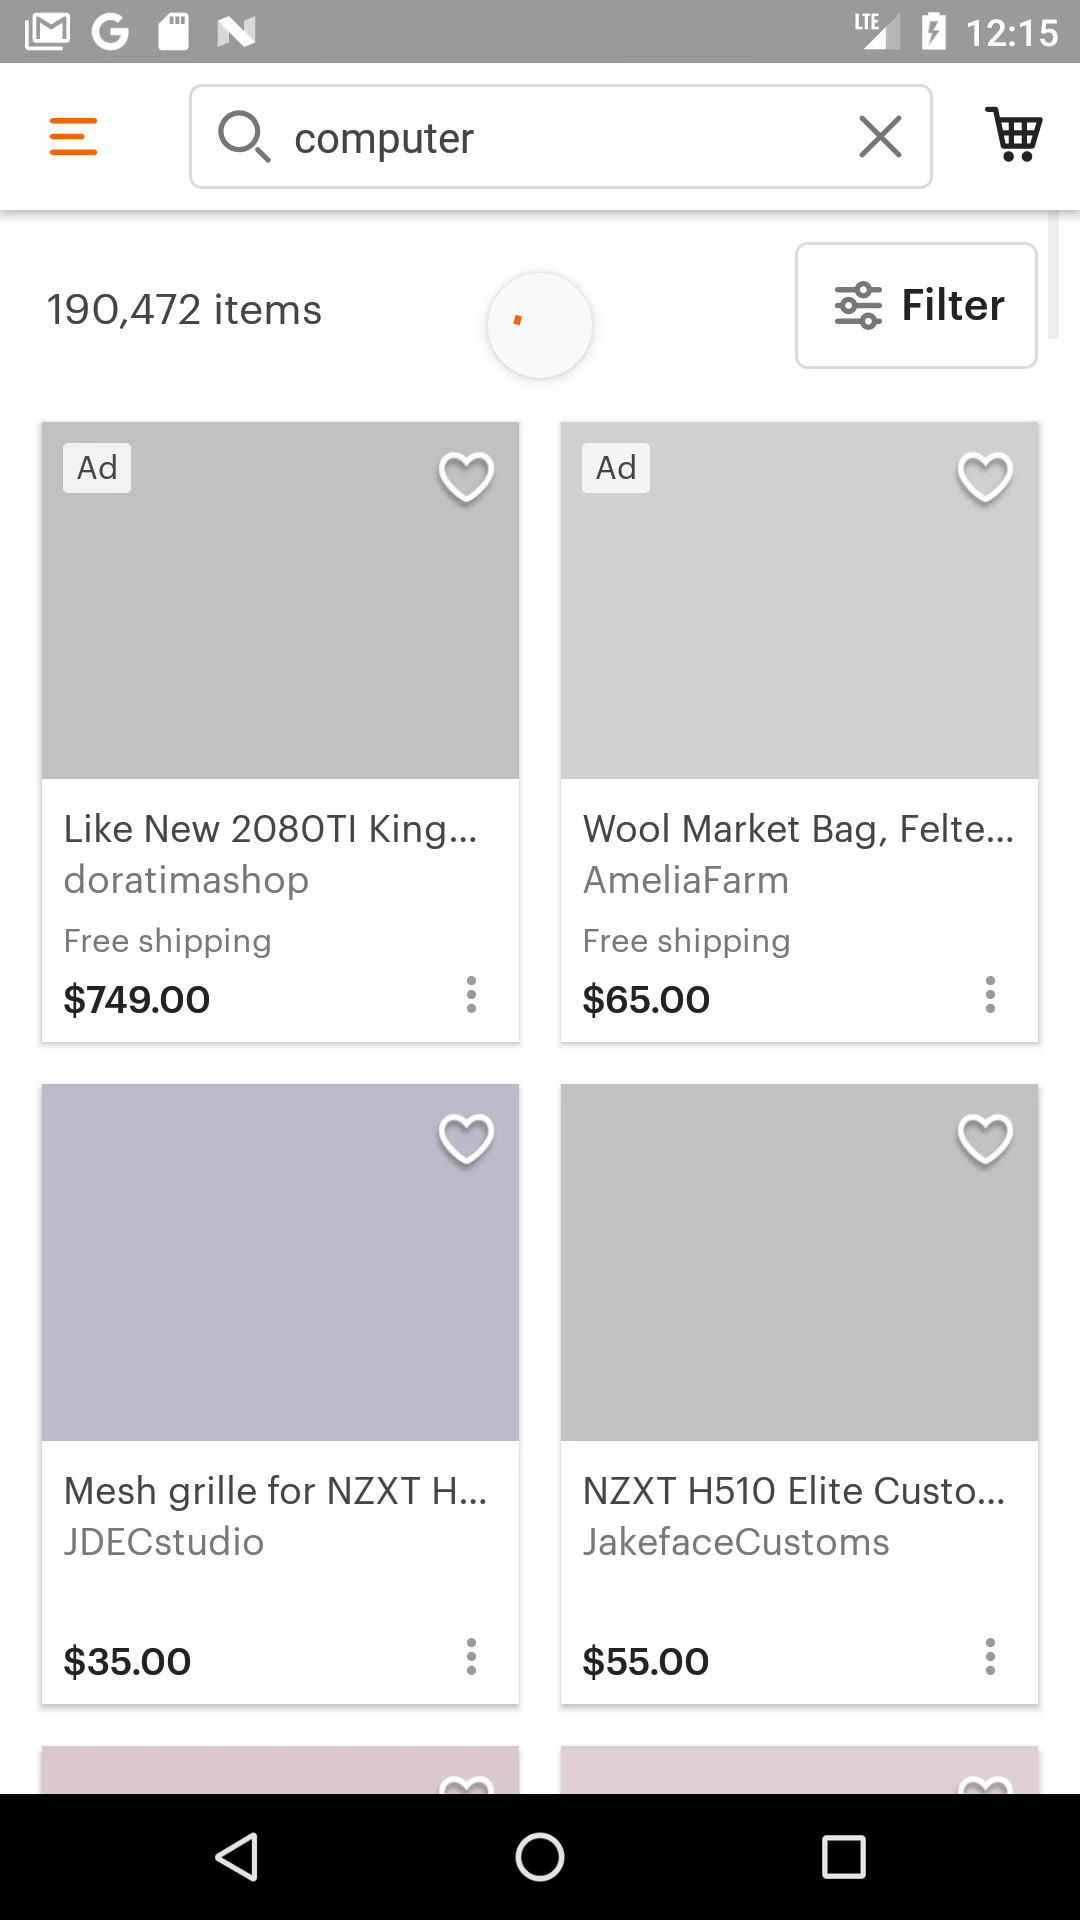 LTE 12:15
computer
190,472 items
Filter
Ad
Ad
Like New 2080TI King...
doratimashop
Free shipping
$749.00
Wool Market Bag, Felte...
AmeliaFarm
Free shipping
$65.00
Mesh grille for NZXT H...
JDECstudio
$35.00
NZXT H510 Elite Custo...
JakefaceCustoms
$55.00